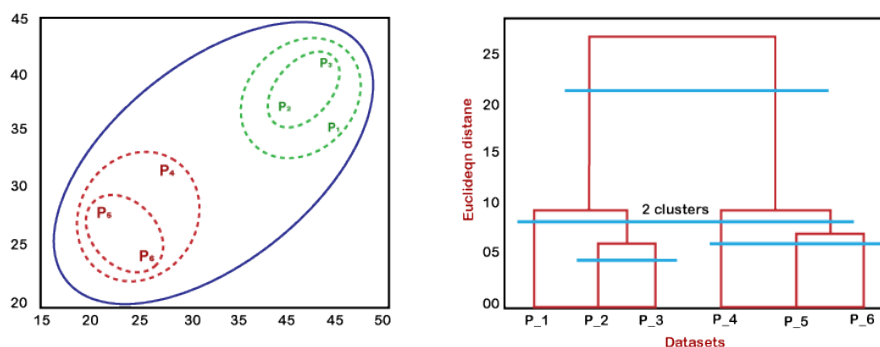 45
40
35
30
25
20
15 20 25 30 35 45 50
P₃
P₂
P₁
P₄
P₅
P₆
Euclideqn distane
25
20
15
10
05
00
2 clusters
P_1 P_2 P_3 P_4 P_5 P_6
Datasets